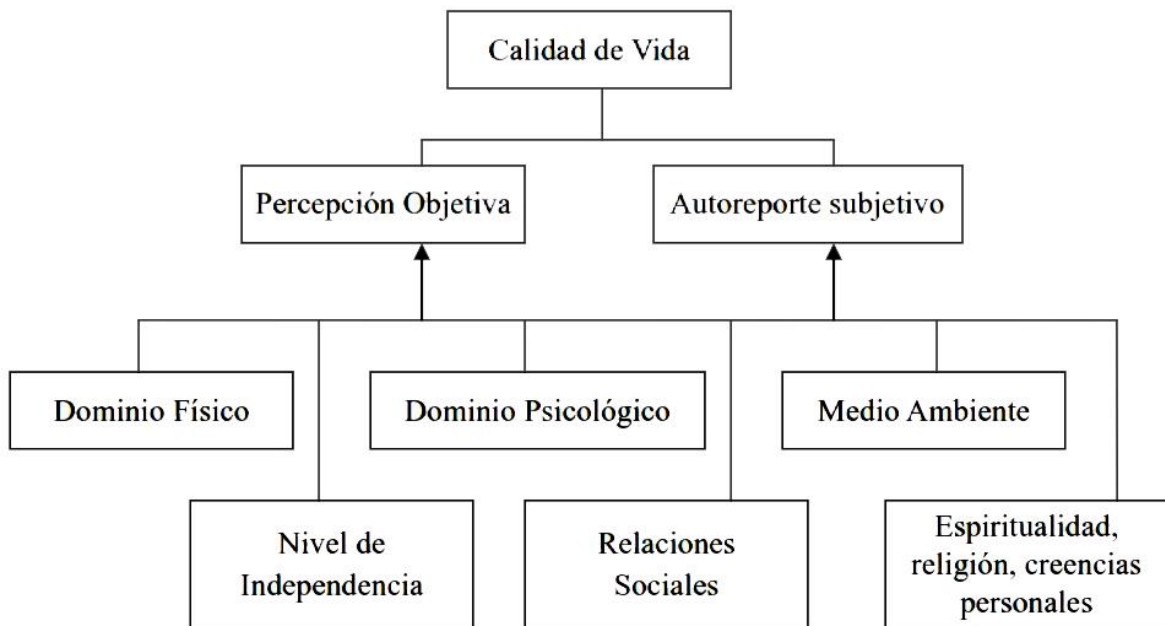 Calidad de Vida
Percepción Objetiva
Autoreporte subjetivo
Dominio Físico
Dominio Psicológico
Medio Ambiente
Nivel de
Independencia
Relaciones
Sociales
Espiritualidad,
religión, creencias
personales